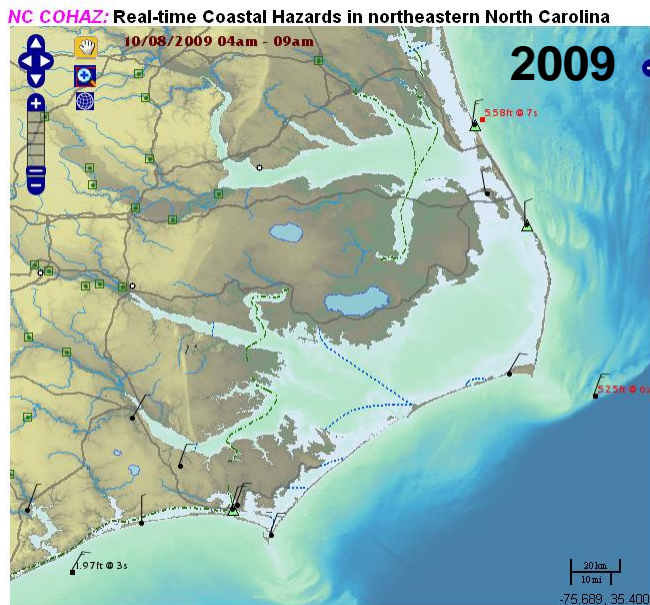 NC COHAZ: Real-time Coastal Hazards in northeastern North Carolina
10/08/2009 04am - 09am
2009
5.58ft @ 7s
5.25ft @ 6s
1.97ft @ 3s
20 km
10 mi
-75.689, 35.400